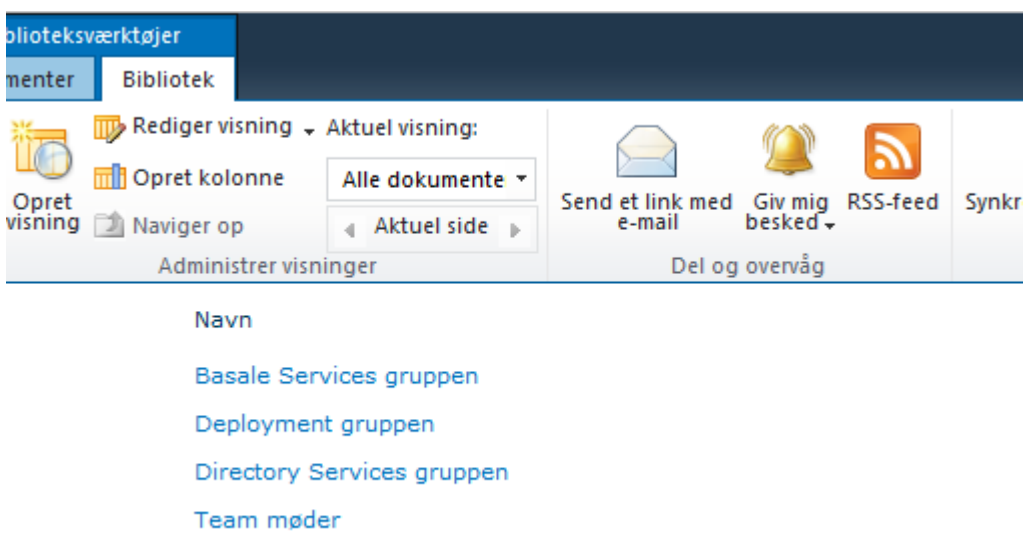 blioteksværktøjer
menter Bibliotek
Rediger visning Aktuel visning:
Opret kolonne Alle dokumente
Opret
visning
Naviger op Aktuel side
Send et link med
e-mail
Giv mig
besked
RSS-feed
Synkr
Administrer visninger Del og overvåg
Navn
Basale Services gruppen
Deployment gruppen
Directory Services gruppen
Team møder